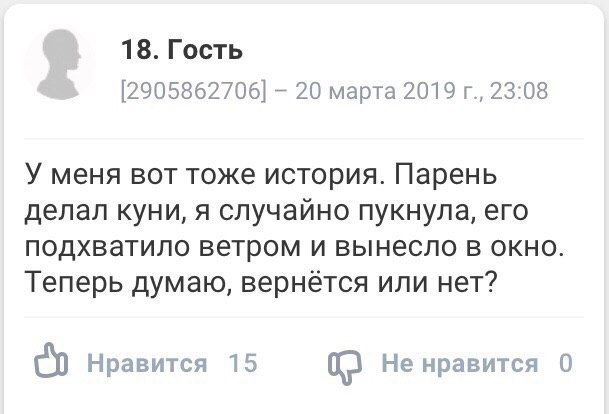 18. Гость
[2905862706] – 20 марта 2019 г., 23:08
У меня вот тоже история. Парень
делал куни, я случайно пукнула, его
подхватило ветром и вынесло в окно.
Теперь думаю, вернётся или нет?
Нравится 15 Не нравится 0